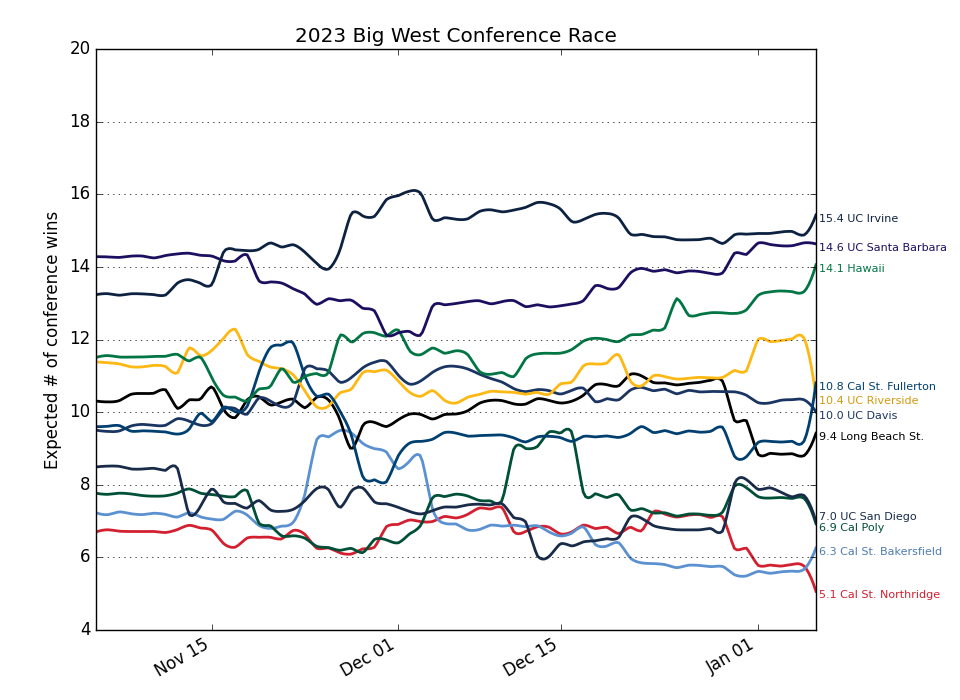 2023 Big West Conference Race
Expected # of conference wins
20
18
16
14
12
10
8
6
4
Nov 15
Dec 01
Dec 15
Jan 01
15.4 UC Irvine
14.6 UC Santa Barbara
14.1 Hawaii
10.8 Cal St. Fullerton
10.4 UC Riverside
10.0 UC Davis
9.4 Long Beach St.
7.0 UC San Diego
6.9 Cal Poly
6.3 Cal St. Bakersfield
5.1 Cal St. Northridge